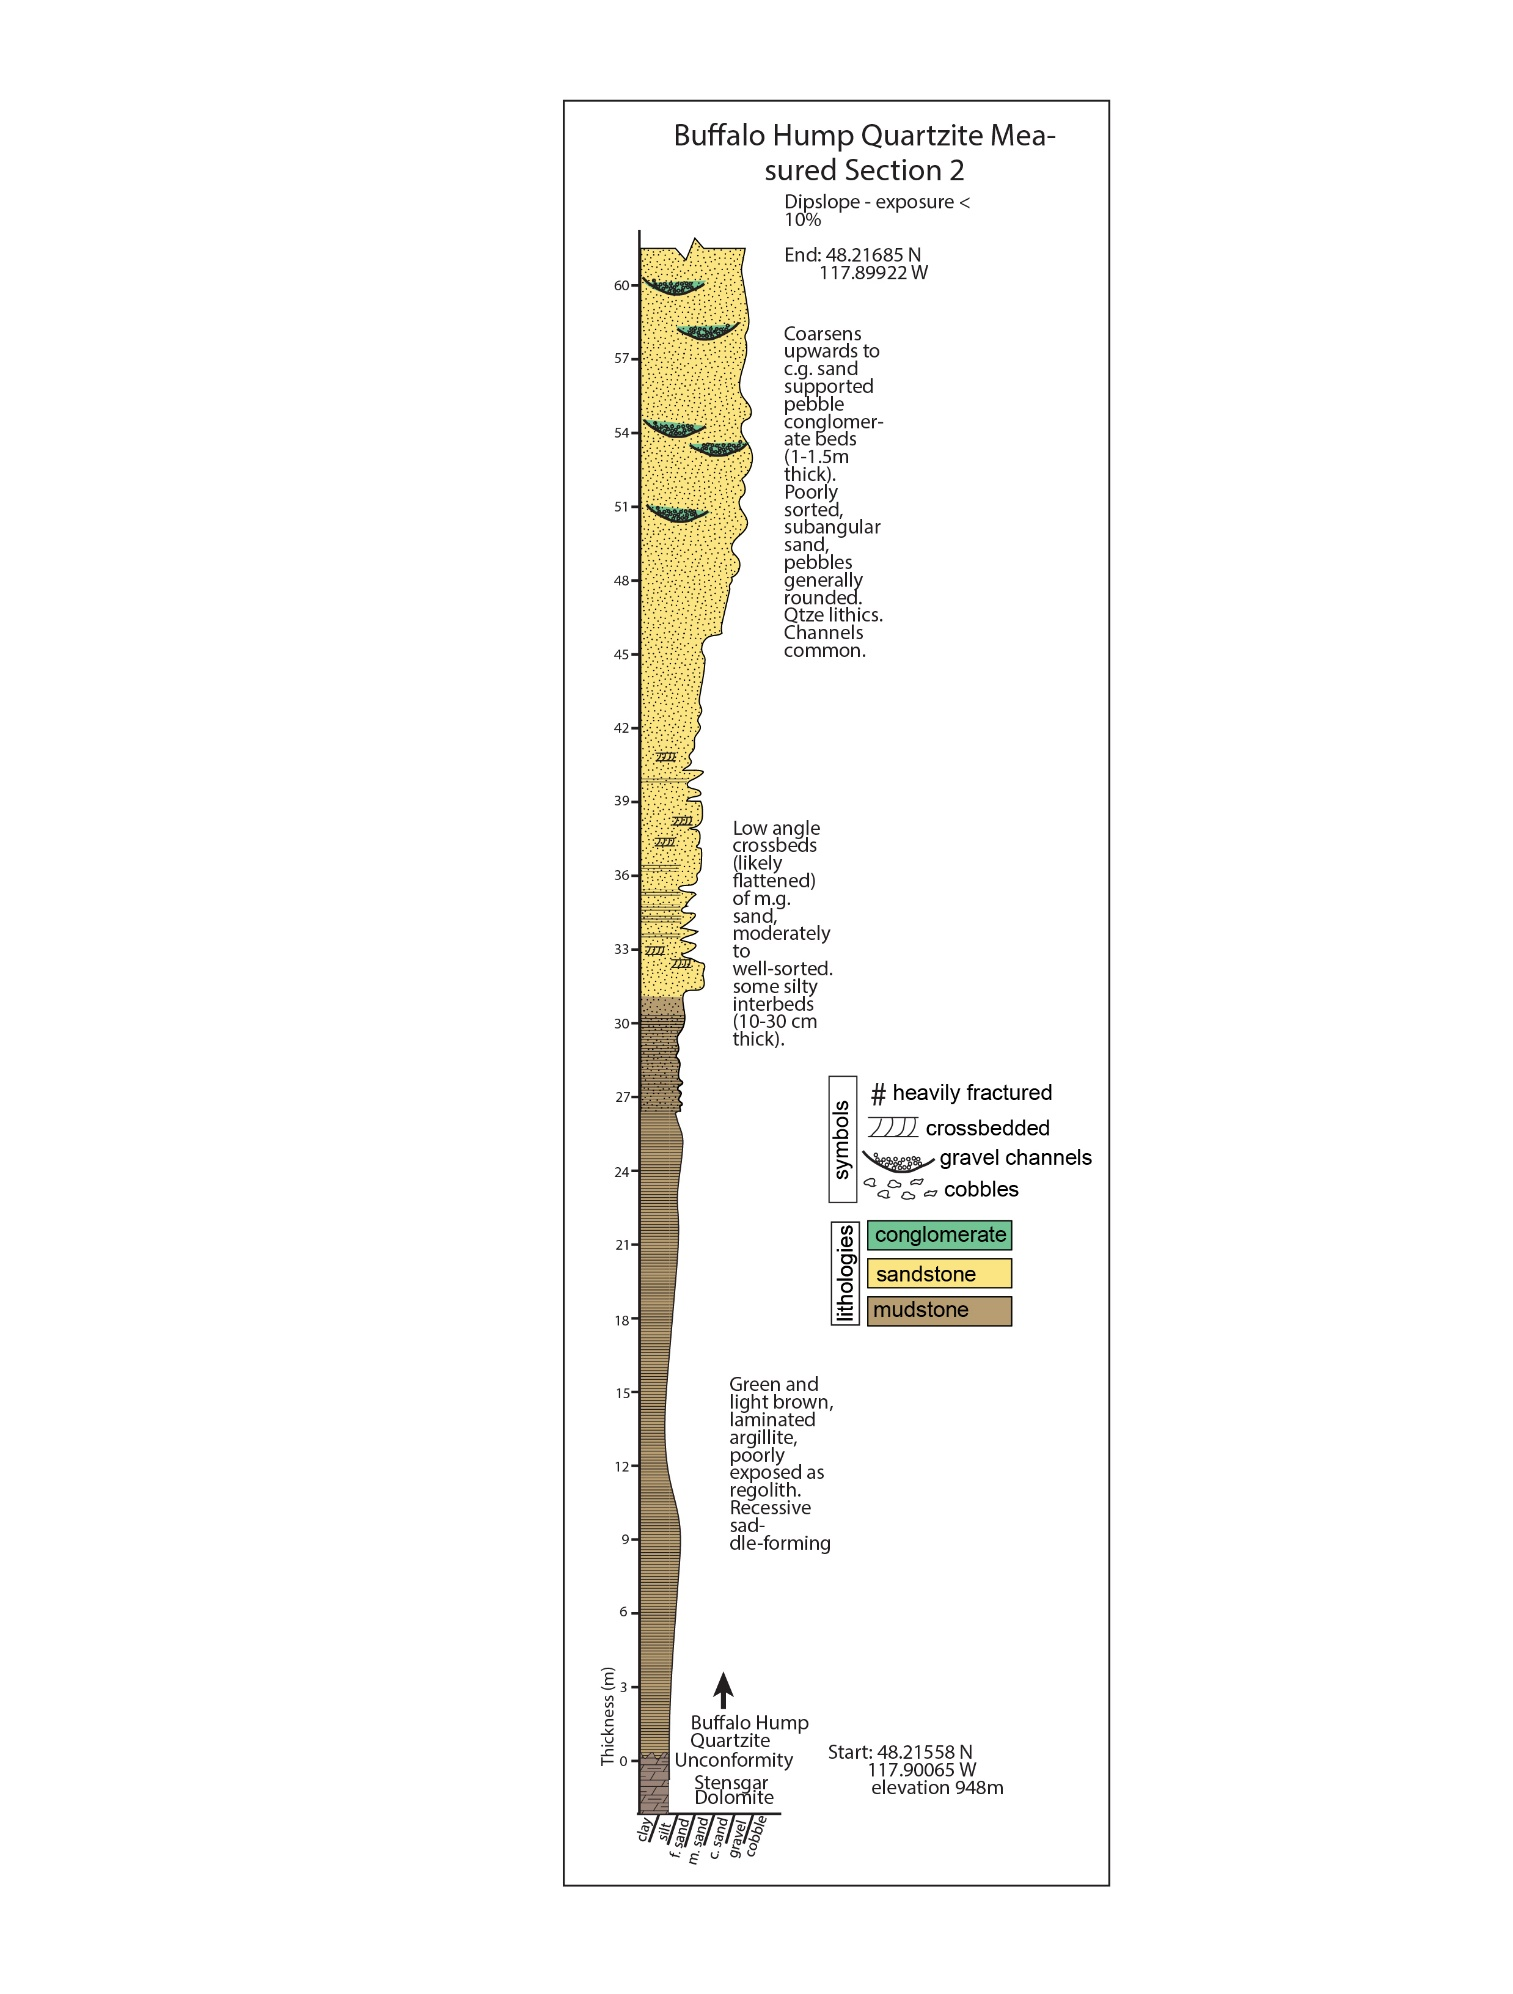 Buffalo Hump Quartzite Mea-
sured Section 2
Dipslope - exposure <
10%
End: 48.21685 N
117.89922 W
60
57
54
51
48
45
42
39
36
33
30
27
24
21
18
15
12
9
6
3
0
Thickness (m)
Coarsens
upwards to
c.g. sand
supported
pebble
conglomer-
ate beds
(1-1.5m
thick).
Poorly
sorted,
subangular
sand,
pebbles
generally
rounded.
Qtze lithics.
Channels
common.
Low angle
crossbeds
(likely
flattened)
of m.g.
sand,
moderately
to
well-sorted.
some silty
interbeds
(10-30 cm
thick).
symbols
# heavily fractured
crossbedded
gravel channels
cobbles
lithologies
conglomerate
sandstone
mudstone
Green and
light brown,
laminated
argillite,
poorly
exposed as
regolith.
Recessive
sad-
dle-forming
Buffalo Hump
Quartzite
Unconformity
Stensgar
Dolomite
Start: 48.21558 N
117.90065 W
elevation 948m
clay
silt
f. sand
m. sand
c. sand
gravel
cobble